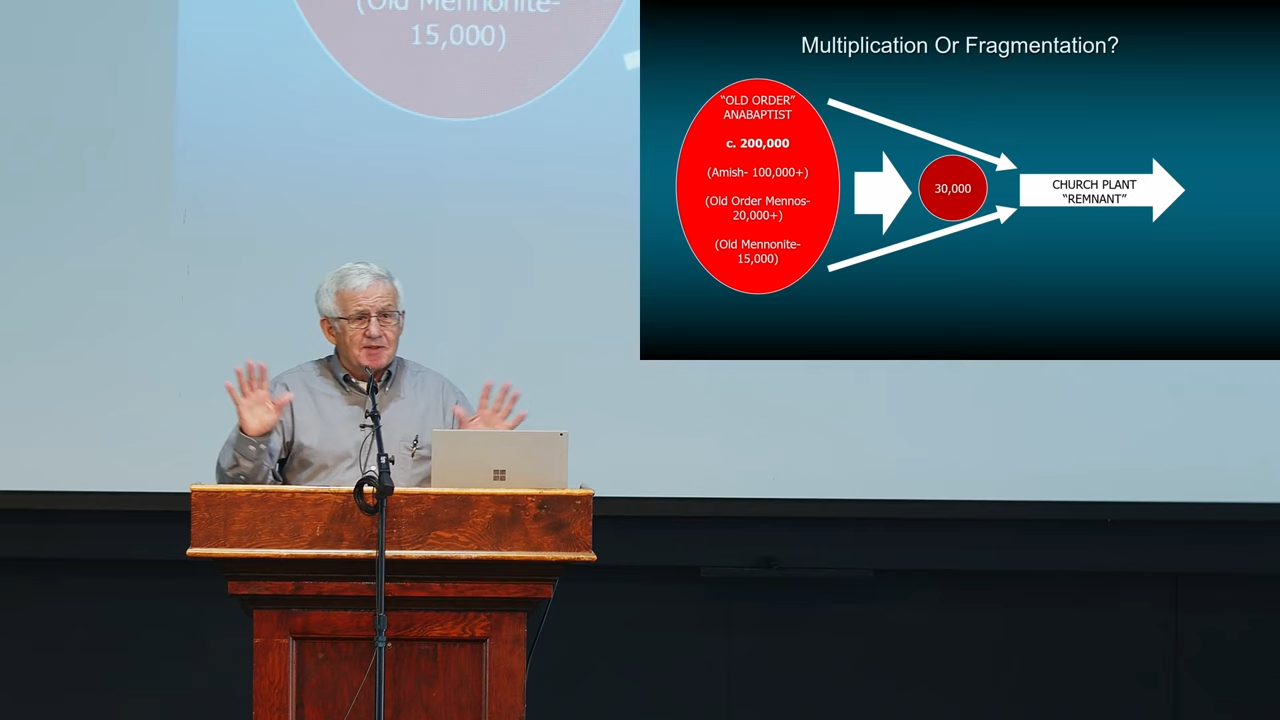 (Old Mennonite-
15,000)
Multiplication Or Fragmentation?
“OLD ORDER”
ANABAPTIST
c. 200,000
(Amish- 100,000+)
(Old Order Mennos-
20,000+)
(Old Mennonite-
15,000)
30,000
CHURCH PLANT
“REMNANT”